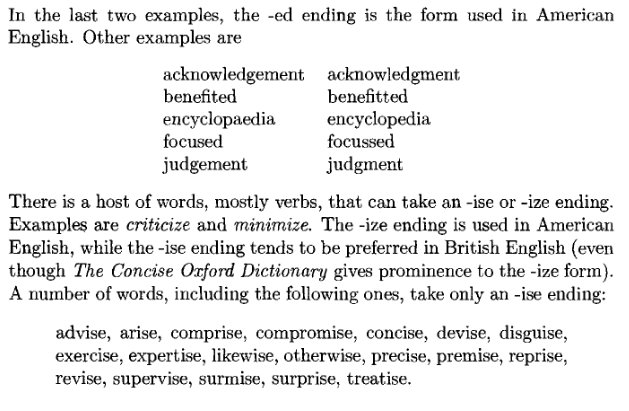 In the last two examples, the -ed ending is the form used in American
English. Other examples are
acknowledgement acknowledgment
benefited benefitted
encyclopaedia encyclopedia
focused focussed
judgement judgment
There is a host of words, mostly verbs, that can take an -ise or -ize ending.
Examples are criticize and minimize. The -ize ending is used in American
English, while the -ise ending tends to be preferred in British English (even
though The Concise Oxford Dictionary gives prominence to the -ize form).
A number of words, including the following ones, take only an -ise ending:
advise, arise, comprise, compromise, concise, devise, disguise,
exercise, expertise, likewise, otherwise, precise, premise, reprise,
revise, supervise, surmise, surprise, treatise.